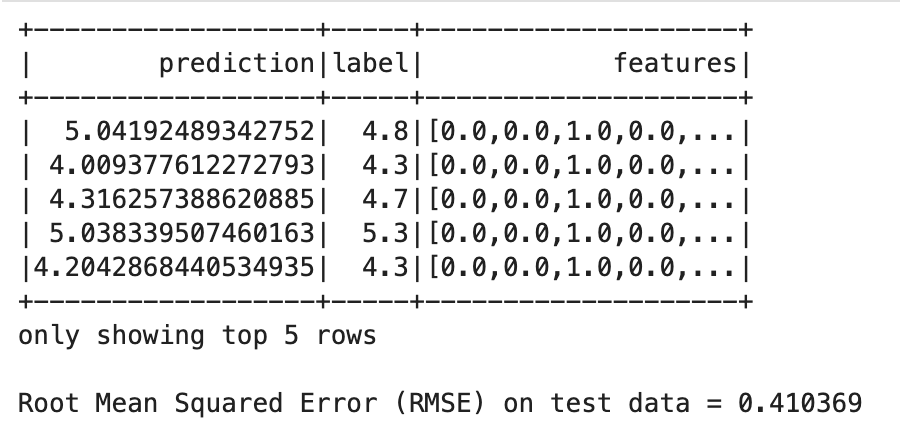 +------------------+-----+--------------------+
|        prediction|label|            features|
+------------------+-----+--------------------+
|  5.04192489342752|  4.8|[0.0,0.0,1.0,0.0,...|
| 4.009377612272793|  4.3|[0.0,0.0,1.0,0.0,...|
| 4.316257388620885|  4.7|[0.0,0.0,1.0,0.0,...|
| 5.038339507460163|  5.3|[0.0,0.0,1.0,0.0,...|
|4.2042868440534935|  4.3|[0.0,0.0,1.0,0.0,...|
+------------------+-----+--------------------+
only showing top 5 rows
Root Mean Squared Error (RMSE) on test data = 0.410369